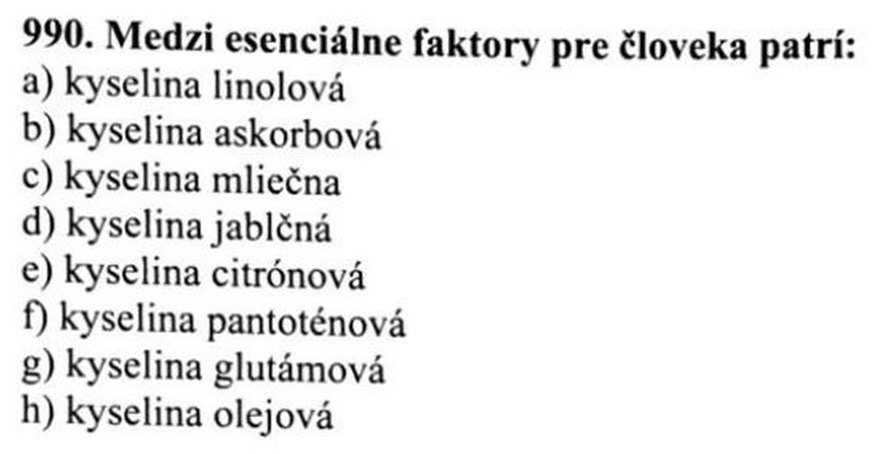 990. Medzi esenciálne faktory pre človeka patrí:
a) kyselina linolová
b) kyselina askorbová
c) kyselina mliečna
d) kyselina jablčná
e) kyselina citrónová
f) kyselina pantoténová
g) kyselina glutámová
h) kyselina olejová